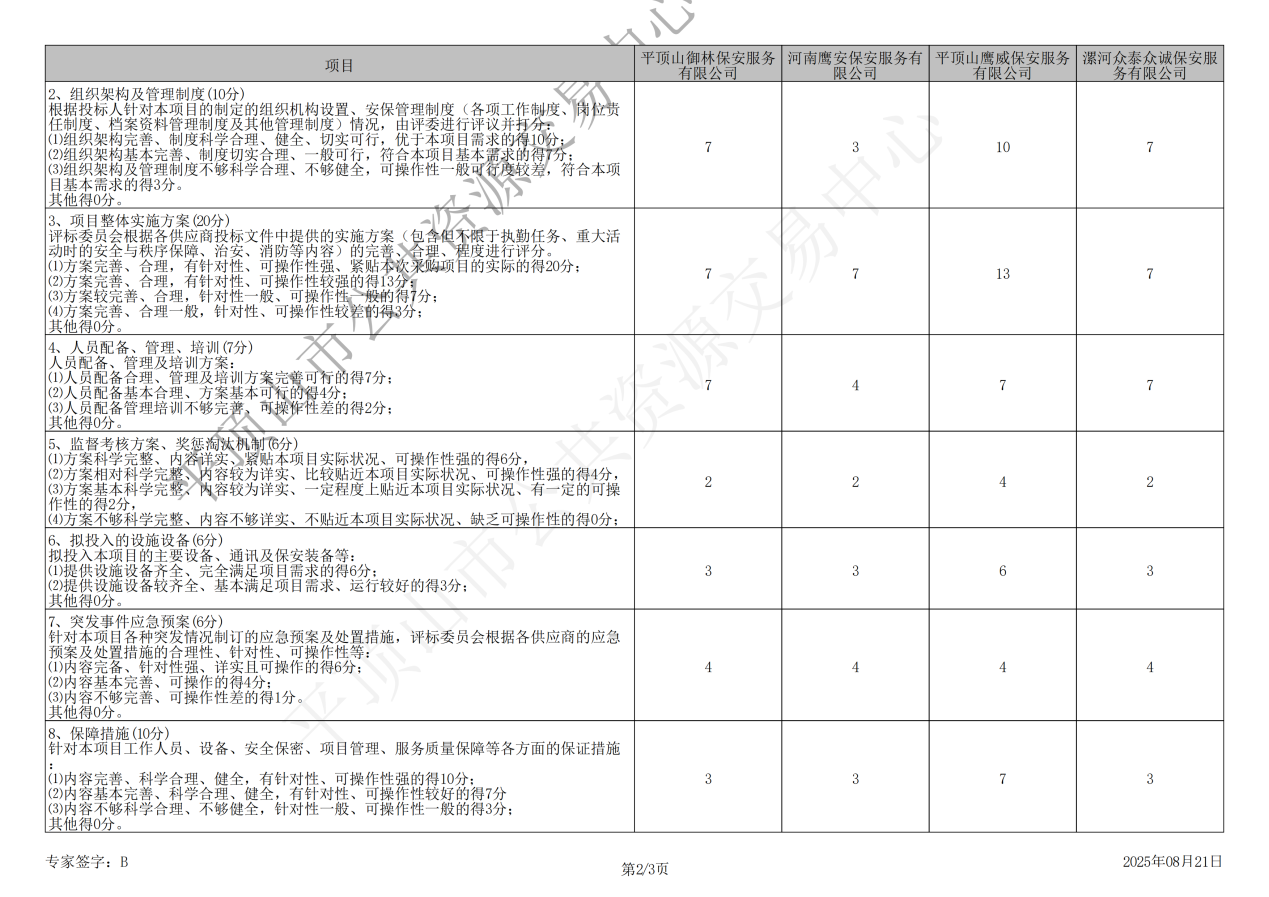 项目
平顶山御林保安服务
有限公司
河南鹰安保安服务有
限公司
平顶山鹰威保安服务
有限公司
漯河众泰众诚保安服
务有限公司
2、组织架构及管理制度(10分)
根据投标人针对本项目的制定的组织机构设置、安保管理制度（各项工作制度、岗位责
任制度、档案资料管理制度及其他管理制度）情况，由评委进行评议并打分：
⑴组织架构完善、制度科学合理、健全、切实可行，优于本项目需求的得10分；
⑵组织架构基本完善、制度切实合理、一般可行，符合本项目基本需求的得7分；
⑶组织架构及管理制度不够科学合理、不够健全，可操作性一般可行度较差，符合本项
目基本需求的得3分。
其他得0分。
7
3
10
7
3、项目整体实施方案(20分)
评标委员会根据各供应商投标文件中提供的实施方案（包含但不限于执勤任务、重大活
动时的安全与秩序保障、治安、消防等内容）的完善、合理、程度进行评分。
⑴方案完善、合理，有针对性、可操作性强、紧贴本次采购项目的实际的得20分；
⑵方案完善、合理，有针对性、可操作性较强的得13分；
⑶方案较完善、合理，针对性一般、可操作性一般的得7分；
⑷方案完善、合理一般，针对性、可操作性较差的得3分；
其他得0分。
7
7
13
7
4、人员配备、管理、培训(7分)
人员配备、管理及培训方案：
⑴人员配备合理、管理及培训方案完善可行的得7分；
⑵人员配备基本合理、方案基本可行的得4分；
⑶人员配备管理培训不够完善、可操作性差的得2分；
其他得0分。
7
4
7
7
5、监督考核方案、奖惩淘汰机制(6分)
⑴方案科学完整、内容详实、紧贴本项目实际状况、可操作性强的得6分，
⑵方案相对科学完整、内容较为详实、比较贴近本项目实际状况、可操作性强的得4分，
⑶方案基本科学完整、内容较为详实、一定程度上贴近本项目实际状况、有一定的可操
作性的得2分，
⑷方案不够科学完整、内容不够详实、不贴近本项目实际状况、缺乏可操作性的得0分；
2
2
4
2
6、拟投入的设施设备(6分)
拟投入本项目的主要设备、通讯及保安装备等：
⑴提供设施设备齐全、完全满足项目需求的得6分；
⑵提供设施设备较齐全、基本满足项目需求、运行较好的得3分；
其他得0分。
3
3
6
3
7、突发事件应急预案(6分)
针对本项目各种突发情况制订的应急预案及处置措施，评标委员会根据各供应商的应急
预案及处置措施的合理性、针对性、可操作性等：
⑴内容完备、针对性强、详实且可操作的得6分；
⑵内容基本完善、可操作的得4分；
⑶内容不够完善、可操作性差的得1分。
其他得0分。
4
4
4
4
8、保障措施(10分)
针对本项目工作人员、设备、安全保密、项目管理、服务质量保障等各方面的保证措施
：
⑴内容完善、科学合理、健全，有针对性、可操作性强的得10分；
⑵内容基本完善、科学合理、健全，有针对性、可操作性较好的得7分
⑶内容不够科学合理、不够健全，针对性一般、可操作性一般的得3分；
其他得0分。
3
3
7
3
专家签字：B
第2/3页
2025年08月21日
平顶山市公共资源交易中心
平顶山市公共资源交易中心